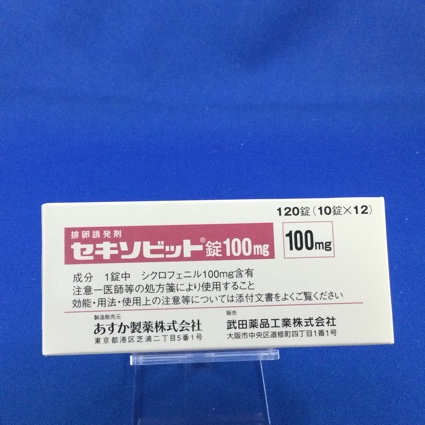 120錠(10錠×12)
排卵誘発剤
セキソビット®錠100mg
100mg
成分 1錠中 シクロフェニル100mg含有
注意−医師等の処方箋により使用すること
効能・用法・使用上の注意等については添付文書をよくご覧ください
製造販売元
あすか製薬株式会社
東京都港区芝浦二丁目5番1号
販売
武田薬品工業株式会社
大阪市中央区道修町四丁目1番1号